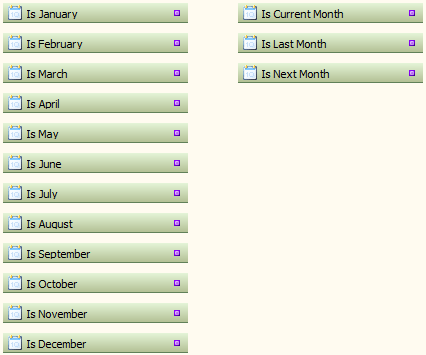 Is January
Is February
Is March
Is April
Is May
Is June
Is July
Is August
Is September
Is October
Is November
Is December
Is Current Month
Is Last Month
Is Next Month